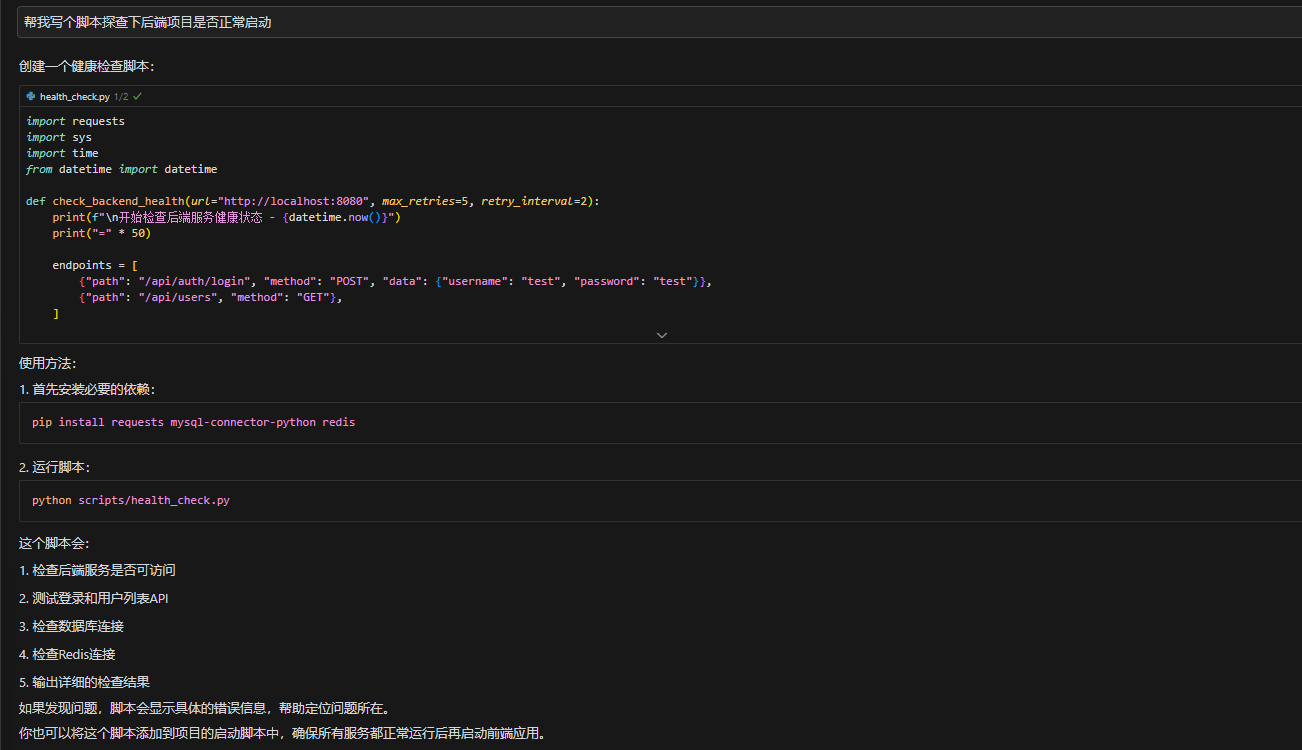 帮我写个脚本探查下后端项目是否正常启动
创建一个健康检查脚本：
health_check.py 1/2
import requests
import sys
import time
from datetime import datetime
def check_backend_health(url="http://localhost:8080", max_retries=5, retry_interval=2):
    print(f"\n开始检查后端服务健康状态 - {datetime.now()}")
    print("=" * 50)
    endpoints = [
        {"path": "/api/auth/login", "method": "POST", "data": {"username": "test", "password": "test"}},
        {"path": "/api/users", "method": "GET"},
    ]
使用方法：
1. 首先安装必要的依赖：
pip install requests mysql-connector-python redis
2. 运行脚本：
python scripts/health_check.py
这个脚本会：
1. 检查后端服务是否可访问
2. 测试登录和用户列表API
3. 检查数据库连接
4. 检查Redis连接
5. 输出详细的检查结果
如果发现问题，脚本会显示具体的错误信息，帮助定位问题所在。
你也可以将这个脚本添加到项目的启动脚本中，确保所有服务都正常运行后再启动前端应用。